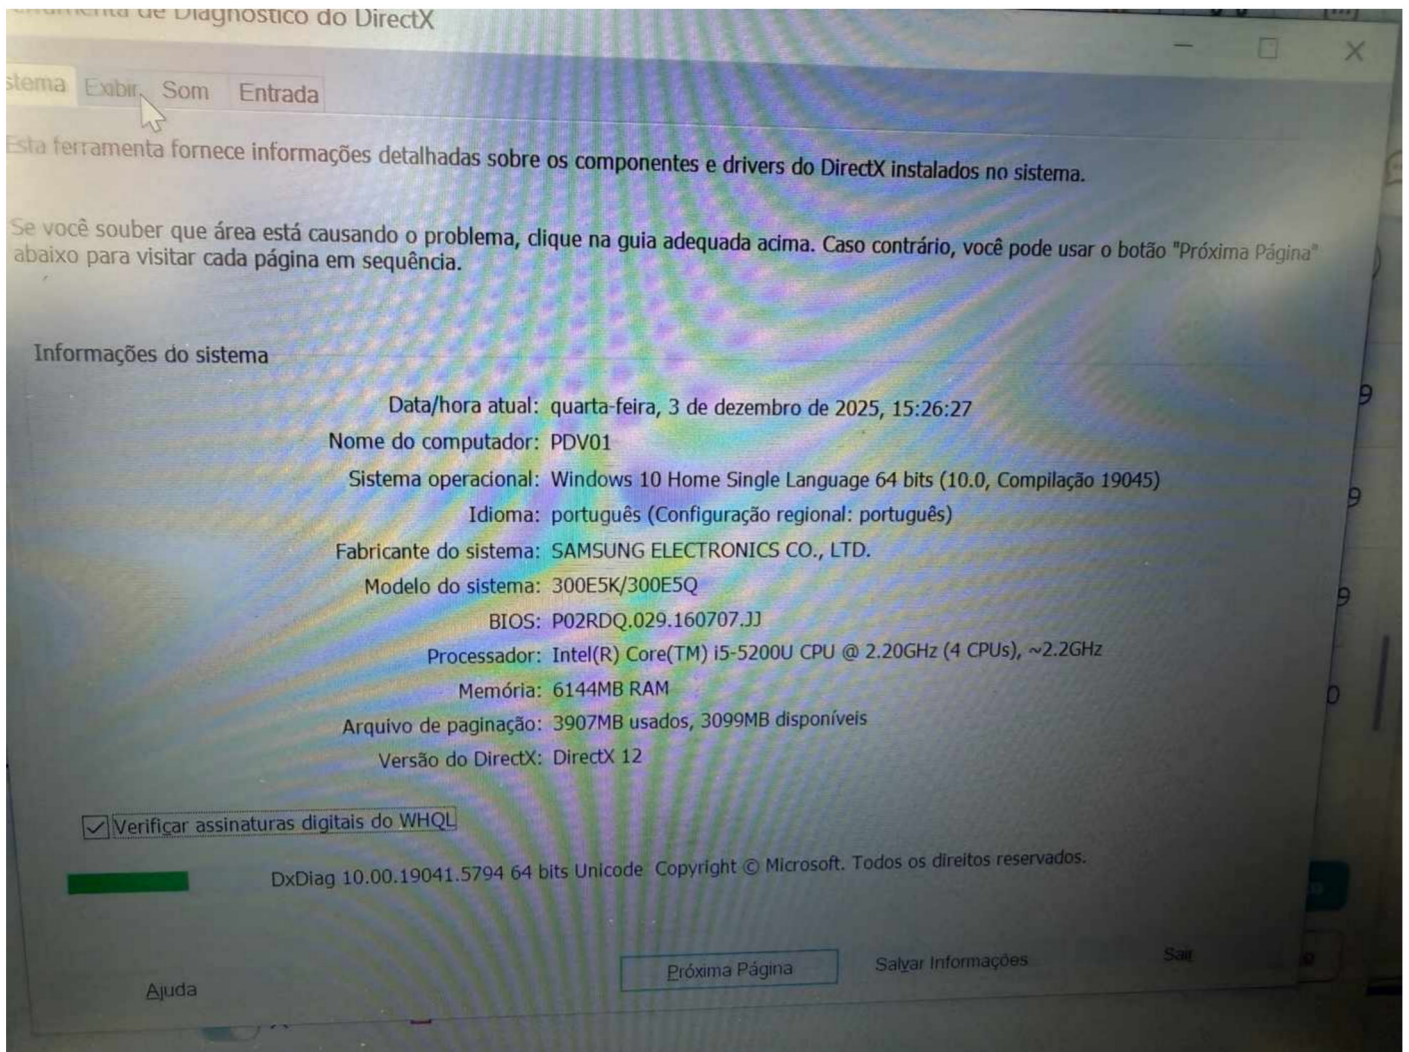 de Diagnóstico do DirectX
stema Exibir Som Entrada
Esta ferramenta fornece informações detalhadas sobre os componentes e drivers do DirectX instalados no sistema.
Se você souber que área está causando o problema, clique na guia adequada acima. Caso contrário, você pode usar o botão "Próxima Página"
abaixo para visitar cada página em sequência.
Informações do sistema
Data/hora atual: quarta-feira, 3 de dezembro de 2025, 15:26:27
Nome do computador: PDV01
Sistema operacional: Windows 10 Home Single Language 64 bits (10.0, Compilação 19045)
Idioma: português (Configuração regional: português)
Fabricante do sistema: SAMSUNG ELECTRONICS CO., LTD.
Modelo do sistema: 300E5K/300E5Q
BIOS: P02RDQ.029.160707.JJ
Processador: Intel(R) Core(TM) i5-5200U CPU @ 2.20GHz (4 CPUs), ~2.2GHz
Memória: 6144MB RAM
Arquivo de paginação: 3907MB usados, 3099MB disponíveis
Versão do DirectX: DirectX 12
Verificar assinaturas digitais do WHQL
DxDiag 10.00.19041.5794 64 bits Unicode Copyright © Microsoft. Todos os direitos reservados.
Ajuda Próxima Página Salvar Informações Sair
9
9
9
0